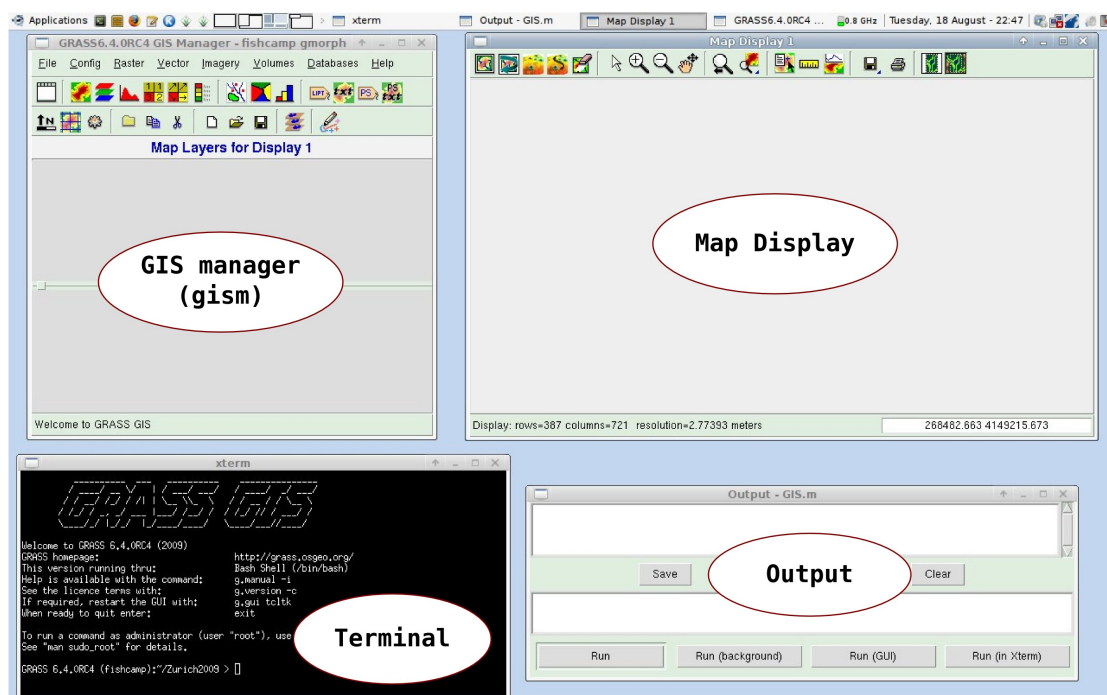 Applications
xterm
Output - GIS.m
Map Display 1
GRASS6.4.0RC4 ...
0.8 GHz
Tuesday, 18 August - 22:47
GRASS6.4.0RC4 GIS Manager - fishcamp gmorph
File Config Raster Vector Imagery Volumes Databases Help
Map Layers for Display 1
GIS manager
(gism)
Welcome to GRASS GIS
Map Display 1
Map Display
Display: rows=387 columns=721 resolution=2.77393 meters
268482.663 4149215.673
xterm
GRASS GIS
Welcome to GRASS 6.4.0RC4 (2009)
GRASS homepage: http://grass.osgeo.org/
This version running thru: Bash Shell (/bin/bash)
Help is available with the command: g.manual -i
See the licence terms with: g.version -c
If required, restart the GUI with: g.gui tcltk
When ready to quit enter: exit
To run a command as administrator (user "root"), use
See "man sudo_root" for details.
GRASS 6.4.0RC4 (fishcamp):~/Zurich2009 >
Terminal
Output - GIS.m
Save
Output
Clear
Run
Run (background)
Run (GUI)
Run (in Xterm)